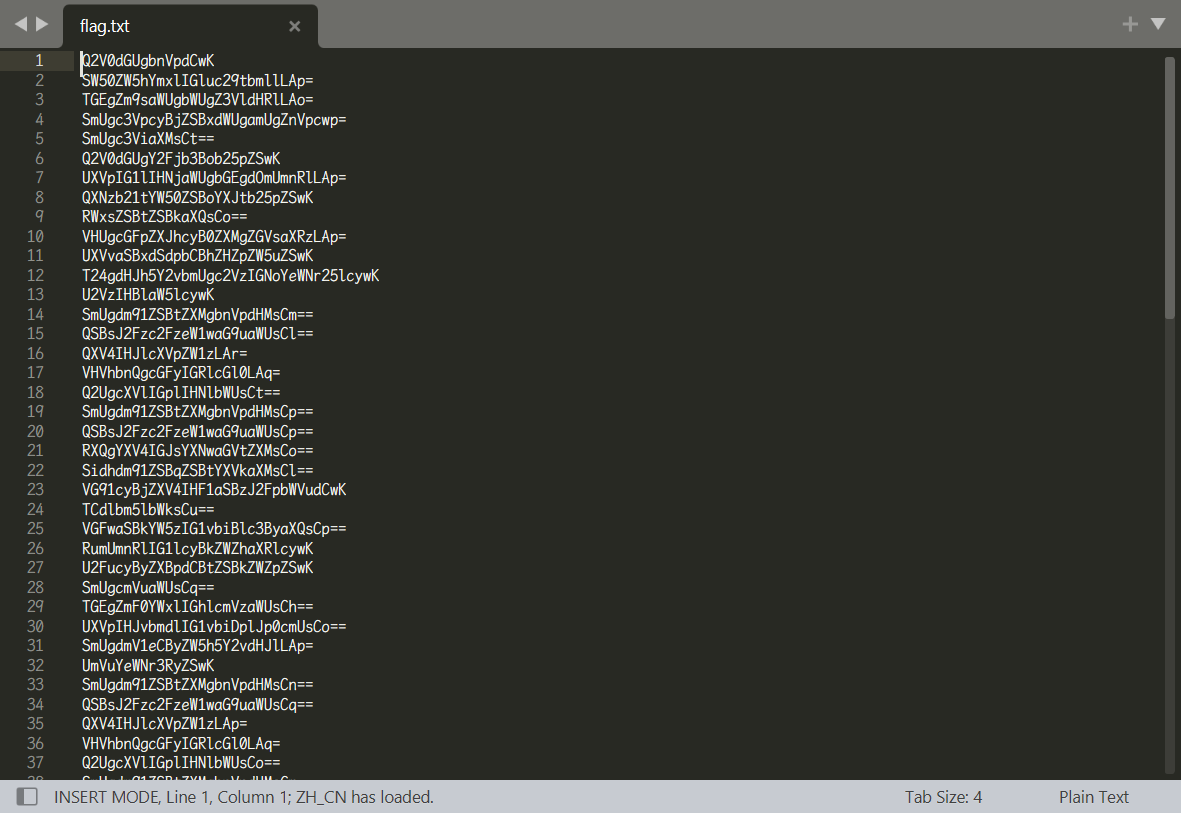 flag.txt
1 Q2V0dGUgbnVpdCwK
2 SW50ZW5hYmxlIGluc29tbmllLAp=
3 TGEgZm9saWUgbWUgZ3VldHRlLAo=
4 SmUgc3VpcyBjZSBxdWUgamUgZnVpcwp=
5 SmUgc3ViaXMsCt==
6 Q2V0dGUgY2Fjb3Bob25pZSwK
7 UXVpIG1lIHNjaWUgbGEgdOmUmnRlLAp=
8 QXNzb21tYW50ZSBoYXJtb25pZSwK
9 RWxsZSBtZSBkaXQsCo==
10 VHUgcGFpZXJhcyB0ZXMgZGVsaXRzLAp=
11 UXVvaSBxdSdpbCBhZHZpZW5uZSwK
12 T24gdHJh5Y2vbmUgc2VzIGNoYeWNr25lcywK
13 U2VzIHBlaW5lcywK
14 SmUgdm91ZSBtZXMgbnVpdHMsCm==
15 QSBsJ2Fzc2FzeW1waG9uaWUsCl==
16 QXV4IHJlcXVpZW1zLAr=
17 VHVhbnQgcGFyIGRlcGl0LAq=
18 Q2UgcXVlIGplIHNlbWUsCt==
19 SmUgdm91ZSBtZXMgbnVpdHMsCp==
20 QSBsJ2Fzc2FzeW1waG9uaWUsCp==
21 RXQgYXV4IGJsYXNwaGVtZXMsCo==
22 Sidhdm91ZSBqZSBtYXVkaXMsCl==
23 VG91cyBjZXV4IHF1aSBzJ2FpbWVudCwK
24 TCdlbm5lbWksCu==
25 VGFwaSBkYW5zIG1vbiBlc3ByaXQsCp==
26 RumUmnRlIG1lcyBkZWZhaXRlcywK
27 U2FucyByZXBpdCBtZSBkZWZpZSwK
28 SmUgcmVuaWUsCq==
29 TGEgZmF0YWxlIGhlcmVzaWUsCh==
30 UXVpIHJvbmdlIG1vbiDplJp0cmUsCo==
31 SmUgdmV1eCByZW5h5Y2vdHJlLAp=
32 UmVuYeWNr3RyZSwK
33 SmUgdm91ZSBtZXMgbnVpdHMsCn==
34 QSBsJ2Fzc2FzeW1waG9uaWUsCq==
35 QXV4IHJlcXVpZW1zLAp=
36 VHVhbnQgcGFyIGRlcGl0LAq=
37 Q2UgcXVlIGplIHNlbWUsCo==
INSERT MODE, Line 1, Column 1; ZH_CN has loaded. Tab Size: 4 Plain Text